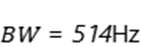 BW = 514Hz